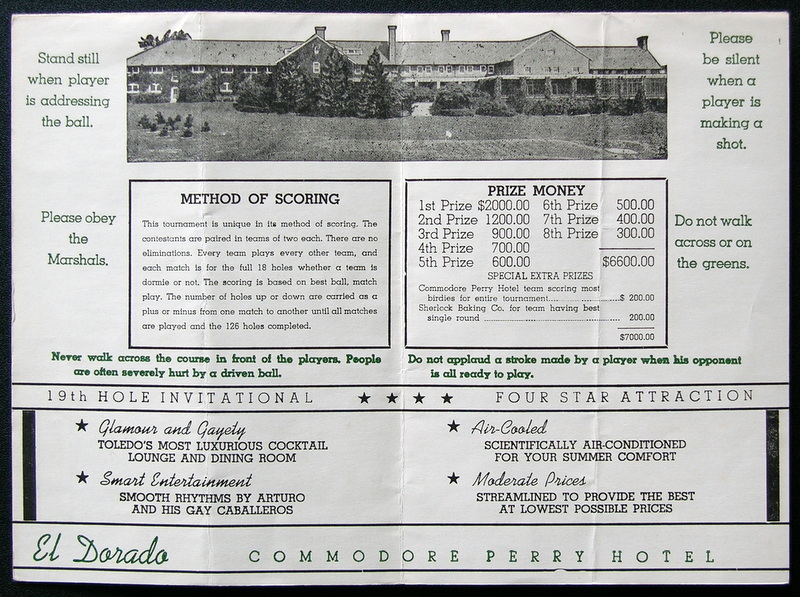 Stand still
when player
is addressing
the ball.
Please
be silent
when a
player is
making a
shot.
Please obey
the
Marshals.
METHOD OF SCORING
This tournament is unique in its method of scoring. The
contestants are paired in teams of two each. There are no
eliminations. Every team plays every other team, and
each match is for the full 18 holes whether a team is
dormie or not. The scoring is based on best ball, match
play. The number of holes up or down are carried as a
plus or minus from one match to another until all matches
are played and the 126 holes completed.
PRIZE MONEY
1st Prize $2000.00 6th Prize 500.00
2nd Prize 1200.00 7th Prize 400.00
3rd Prize 900.00 8th Prize 300.00
4th Prize 700.00
5th Prize 600.00 $6600.00
SPECIAL EXTRA PRIZES
Commodore Perry Hotel team scoring most
birdies for entire tournament....................$ 200.00
Sherlock Baking Co. for team having best
single round .................................... 200.00
$7000.00
Do not walk
across or on
the greens.
Never walk across the course in front of the players. People
are often severely hurt by a driven ball.
Do not applaud a stroke made by a player when his opponent
is all ready to play.
19th HOLE INVITATIONAL ★ ★ ★ ★ FOUR STAR ATTRACTION
★ Glamour and Gayety
TOLEDO'S MOST LUXURIOUS COCKTAIL
LOUNGE AND DINING ROOM
★ Smart Entertainment
SMOOTH RHYTHMS BY ARTURO
AND HIS GAY CABALLEROS
★ Air-Cooled
SCIENTIFICALLY AIR-CONDITIONED
FOR YOUR SUMMER COMFORT
★ Moderate Prices
STREAMLINED TO PROVIDE THE BEST
AT LOWEST POSSIBLE PRICES
El Dorado COMMODORE PERRY HOTEL